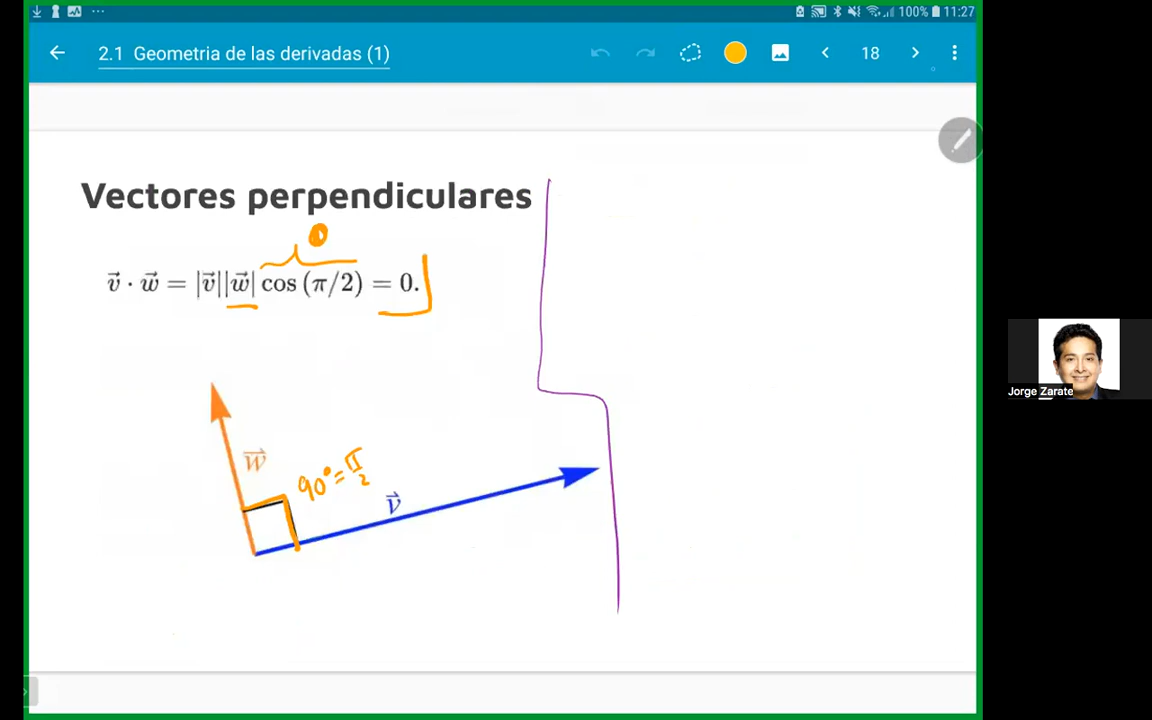 ... 100% 11:27
2.1 Geometria de las derivadas (1)
18
Vectores perpendiculares
0
v⃗ · w⃗ = |v⃗||w⃗| cos (π/2) = 0.
w⃗
90° = π/2
v⃗
Jorge Zarate